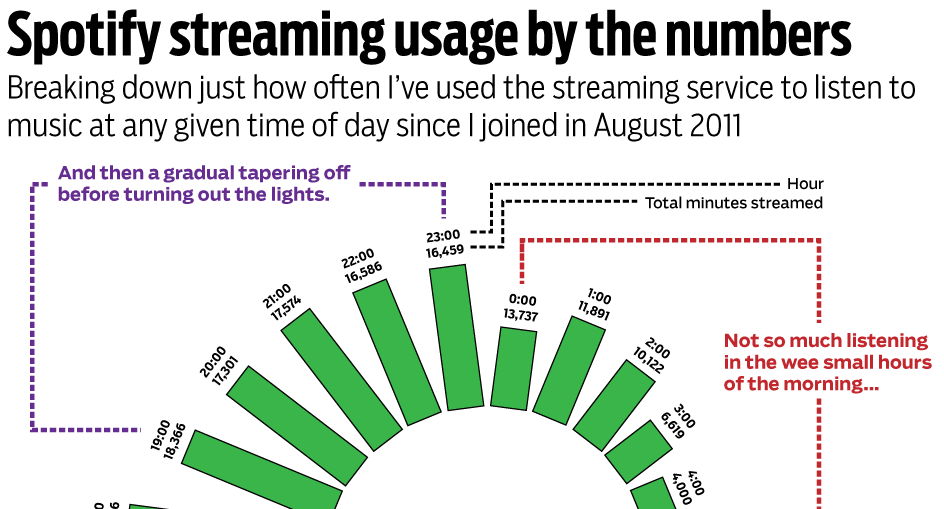 Spotify streaming usage by the numbers
Breaking down just how often I've used the streaming service to listen to
music at any given time of day since I joined in August 2011
And then a gradual tapering off
before turning out the lights.
Hour
Total minutes streamed
23:00
16,459
0:00
13,737
1:00
11,891
2:00
10,122
3:00
6,619
4:00
4,000
22:00
16,586
21:00
17,574
20:00
17,301
19:00
18,366
Not so much listening
in the wee small hours
of the morning...